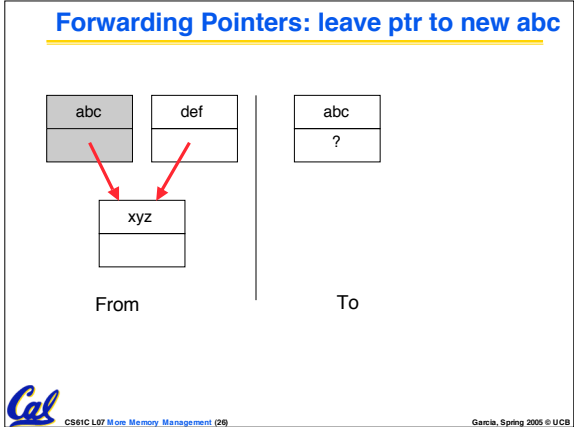 Forwarding Pointers: leave ptr to new abc
abc
def
abc
?
xyz
From
To
Cal
CS61C L07 More Memory Management (26)
Garcia, Spring 2005 © UCB